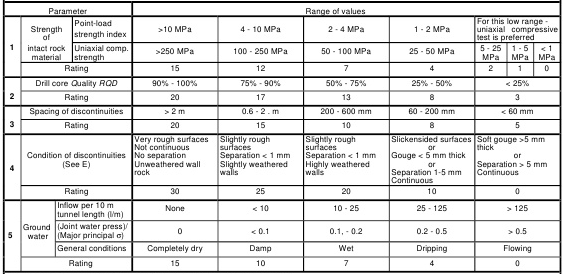 Parameter Range of values
1 Strength of intact rock material Point-load strength index >10 MPa 4 - 10 MPa 2 - 4 MPa 1 - 2 MPa For this low range - uniaxial compressive test is preferred
Uniaxial comp. strength >250 MPa 100 - 250 MPa 50 - 100 MPa 25 - 50 MPa 5 - 25 MPa 1 - 5 MPa < 1 MPa
Rating 15 12 7 4 2 1 0
2 Drill core Quality RQD 90% - 100% 75% - 90% 50% - 75% 25% - 50% < 25%
Rating 20 17 13 8 3
3 Spacing of discontinuities > 2 m 0.6 - 2 . m 200 - 600 mm 60 - 200 mm < 60 mm
Rating 20 15 10 8 5
4 Condition of discontinuities (See E) Very rough surfaces Not continuous No separation Unweathered wall rock Slightly rough surfaces Separation < 1 mm Slightly weathered walls Slightly rough surfaces Separation < 1 mm Highly weathered walls Slickensided surfaces or Gouge < 5 mm thick or Separation 1-5 mm Continuous Soft gouge >5 mm thick or Separation > 5 mm Continuous
Rating 30 25 20 10 0
5 Ground water Inflow per 10 m tunnel length (l/m) None < 10 10 - 25 25 - 125 > 125
(Joint water press)/ (Major principal σ) 0 < 0.1 0.1, - 0.2 0.2 - 0.5 > 0.5
General conditions Completely dry Damp Wet Dripping Flowing
Rating 15 10 7 4 0